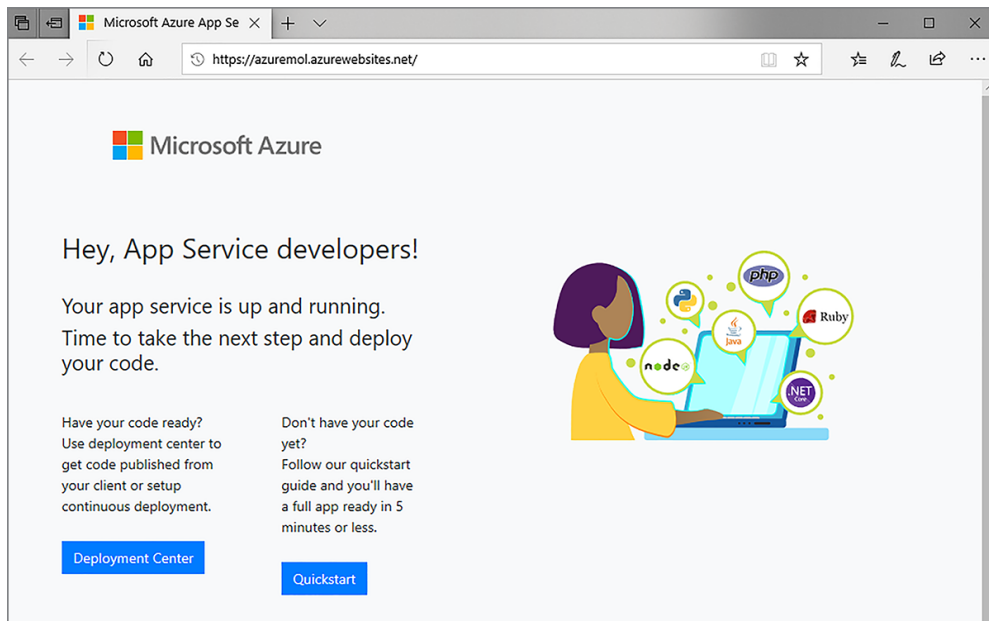 Microsoft Azure App Se
https://azuremol.azurewebsites.net/
Microsoft Azure
Hey, App Service developers!
Your app service is up and running.
Time to take the next step and deploy
your code.
Have your code ready?
Use deployment center to
get code published from
your client or setup
continuous deployment.
Deployment Center
Don't have your code
yet?
Follow our quickstart
guide and you'll have
a full app ready in 5
minutes or less.
Quickstart
php
Ruby
Java
node
.NET
Core